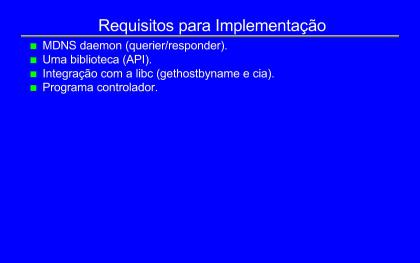 Requisitos para Implementação
MDNS daemon (querier/responder).
Uma biblioteca (API).
Integração com a libc (gethostbyname e cia).
Programa controlador.